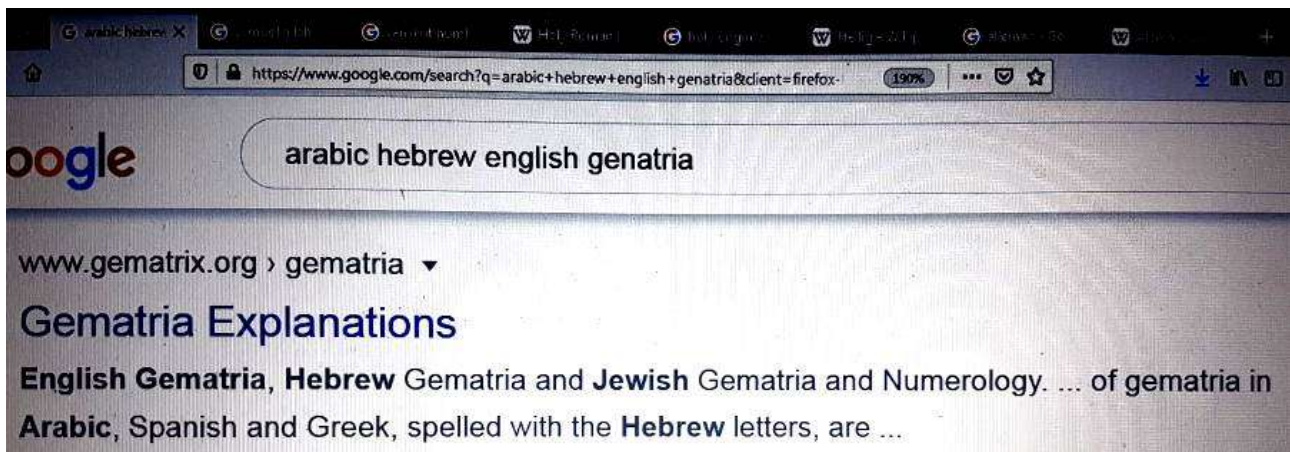 arabic hebrew
https://www.google.com/search?q=arabic+hebrew+english+genatria&client=firefox-
190%
oogle
arabic hebrew english genatria
www.gematrix.org › gematria ▾
Gematria Explanations
English Gematria, Hebrew Gematria and Jewish Gematria and Numerology. ... of gematria in
Arabic, Spanish and Greek, spelled with the Hebrew letters, are ...